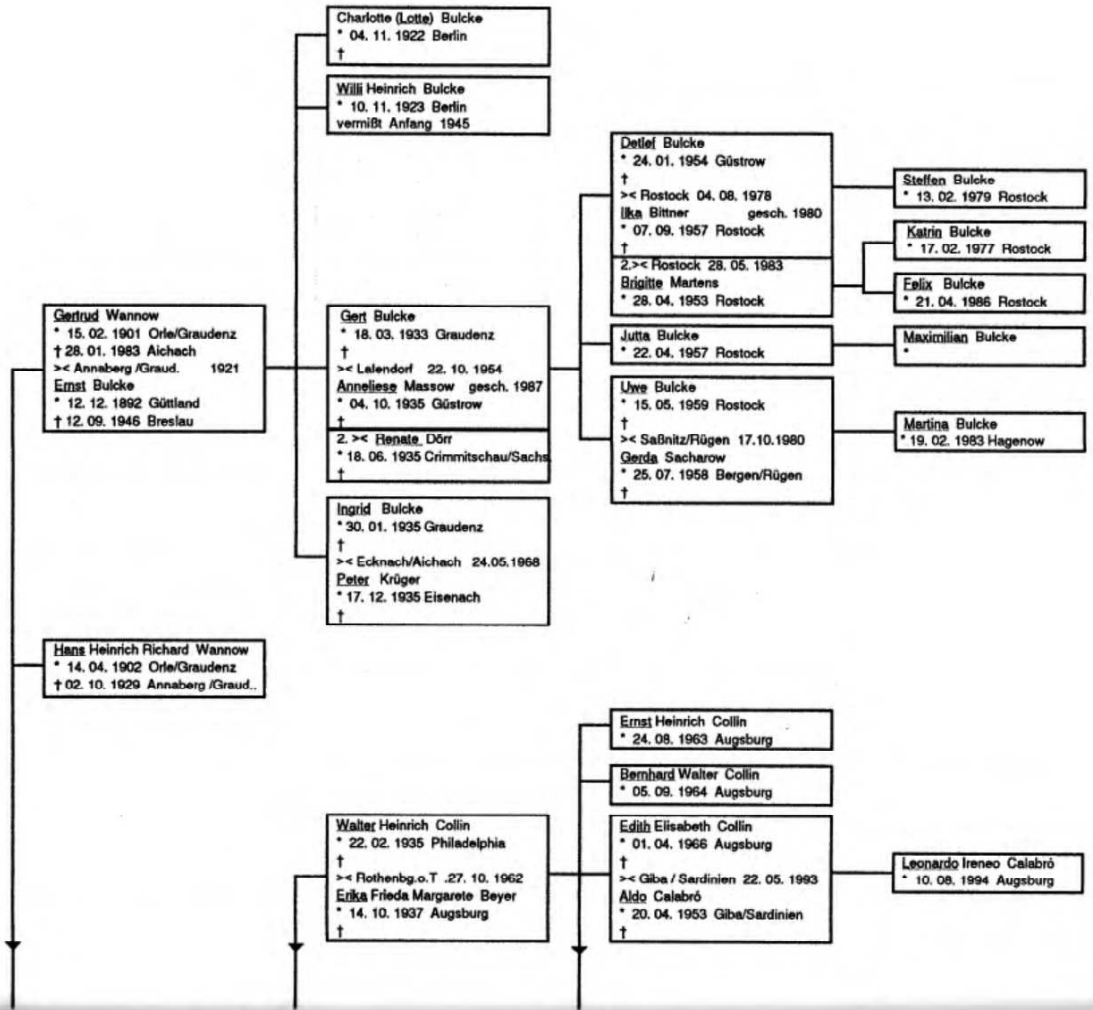 Charlotte (Lotte) Bulcke
* 04. 11. 1922 Berlin
†
Willi Heinrich Bulcke
* 10. 11. 1923 Berlin
vermißt Anfang 1945
Gertrud Wannow
* 15. 02. 1901 Orle/Graudenz
† 28. 01. 1983 Aichach
>< Annaberg /Graud. 1921
Ernst Bulcke
* 12. 12. 1892 Güttland
† 12. 09. 1946 Breslau
Gert Bulcke
* 18. 03. 1933 Graudenz
†
>< Lalendorf 22. 10. 1954
Anneliese Massow gesch. 1987
* 04. 10. 1935 Güstrow
†
2. >< Renate Dörr
* 18. 06. 1935 Crimmitschau/Sachs
†
Ingrid Bulcke
* 30. 01. 1935 Graudenz
†
>< Ecknach/Aichach 24.05.1968
Peter Krüger
* 17. 12. 1935 Eisenach
†
Detlef Bulcke
* 24. 01. 1954 Güstrow
†
>< Rostock 04. 08. 1978
Ilka Bittner gesch. 1980
* 07. 09. 1957 Rostock
†
2.>< Rostock 28. 05. 1983
Brigitte Martens
* 28. 04. 1953 Rostock
Jutta Bulcke
* 22. 04. 1957 Rostock
Uwe Bulcke
* 15. 05. 1959 Rostock
†
>< Saßnitz/Rügen 17.10.1980
Gerda Sacharow
* 25. 07. 1958 Bergen/Rügen
†
Steffen Bulcke
* 13. 02. 1979 Rostock
Katrin Bulcke
* 17. 02. 1977 Rostock
Felix Bulcke
* 21. 04. 1986 Rostock
Maximilian Bulcke
*
Martina Bulcke
* 19. 02. 1983 Hagenow
Hans Heinrich Richard Wannow
* 14. 04. 1902 Orle/Graudenz
† 02. 10. 1929 Annaberg /Graud..
Walter Heinrich Collin
* 22. 02. 1935 Philadelphia
†
>< Rothenbg.o.T .27. 10. 1962
Erika Frieda Margarete Beyer
* 14. 10. 1937 Augsburg
†
Ernst Heinrich Collin
* 24. 08. 1963 Augsburg
Bernhard Walter Collin
* 05. 09. 1964 Augsburg
Edith Elisabeth Collin
* 01. 04. 1966 Augsburg
†
>< Giba / Sardinien 22. 05. 1993
Aldo Calabró
* 20. 04. 1953 Giba/Sardinien
†
Leonardo Ireneo Calabró
* 10. 08. 1994 Augsburg